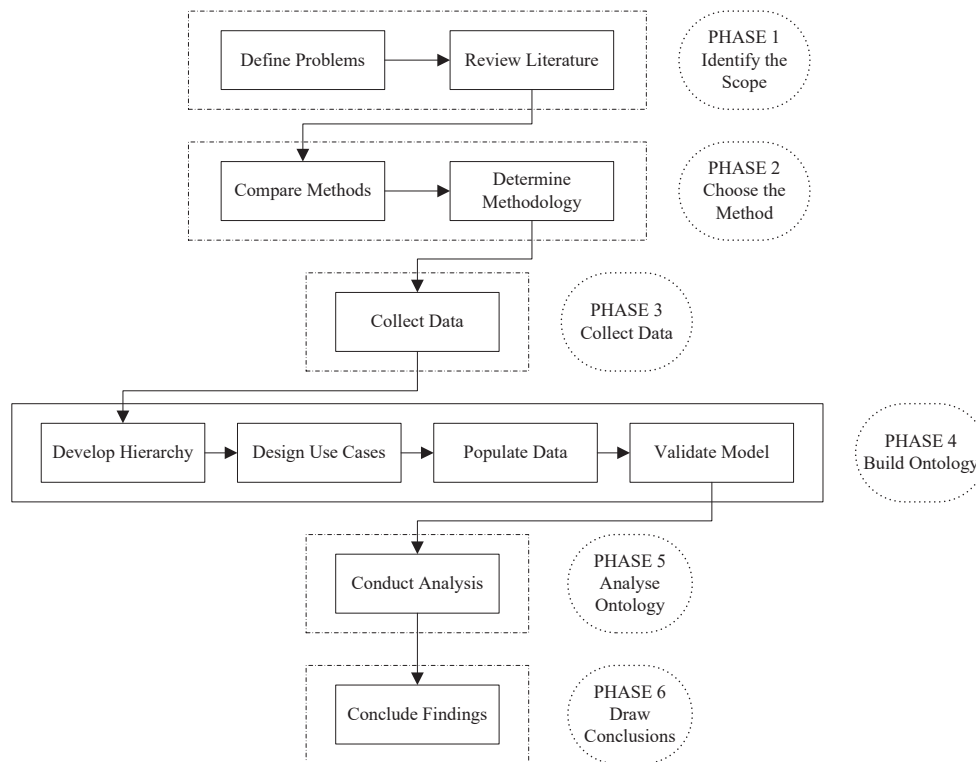 Define Problems
Review Literature
PHASE 1
Identify the
Scope
Compare Methods
Determine
Methodology
PHASE 2
Choose the
Method
Collect Data
PHASE 3
Collect Data
Develop Hierarchy
Design Use Cases
Populate Data
Validate Model
PHASE 4
Build Ontology
Conduct Analysis
PHASE 5
Analyse
Ontology
Conclude Findings
PHASE 6
Draw
Conclusions